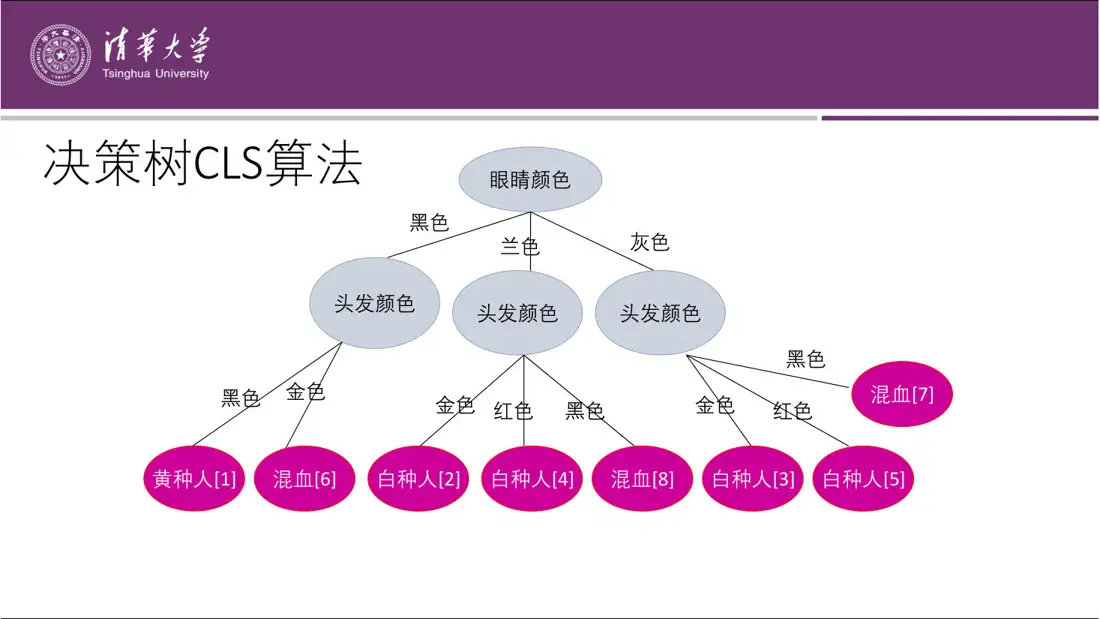 清华大学
Tsinghua University
决策树CLS算法
眼睛颜色
黑色
兰色
灰色
头发颜色
头发颜色
头发颜色
黑色
金色
金色
红色
黑色
金色
红色
黑色
混血[7]
黄种人[1]
混血[6]
白种人[2]
白种人[4]
混血[8]
白种人[3]
白种人[5]